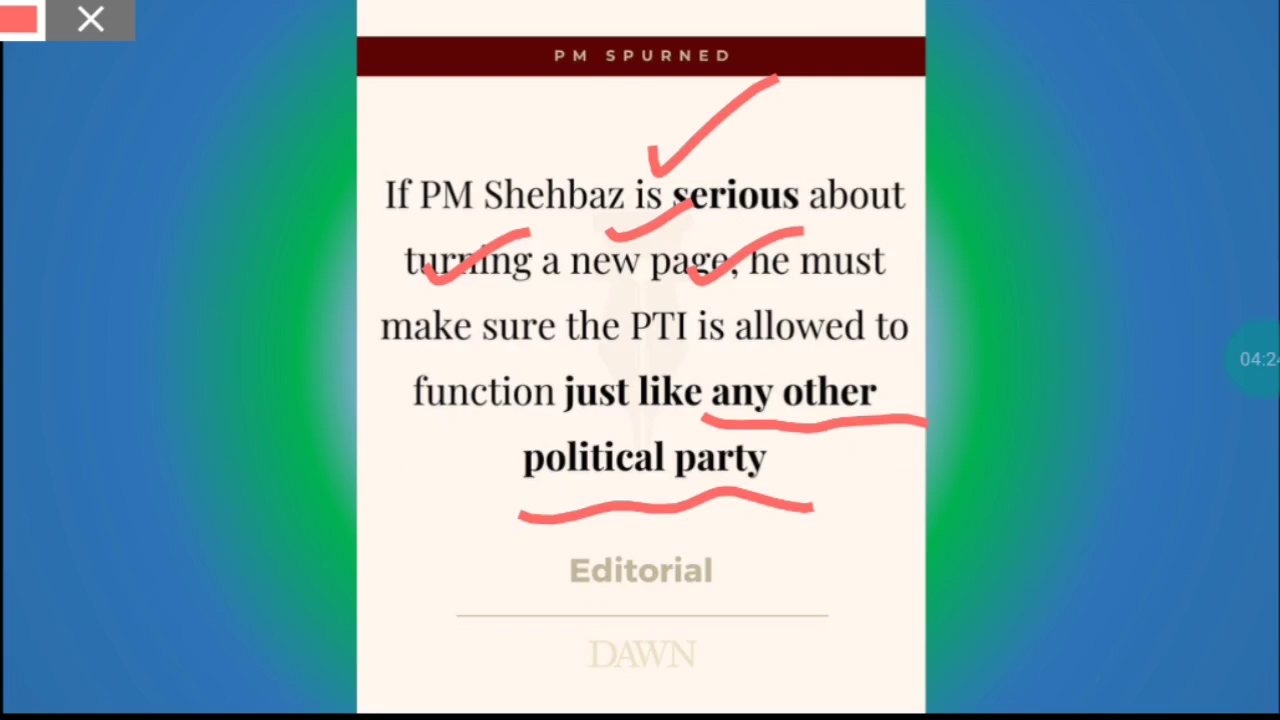 PM SPURNED
If PM Shehbaz is serious about
turning a new page, he must
make sure the PTI is allowed to
function just like any other
political party
Editorial
DAWN
04:24